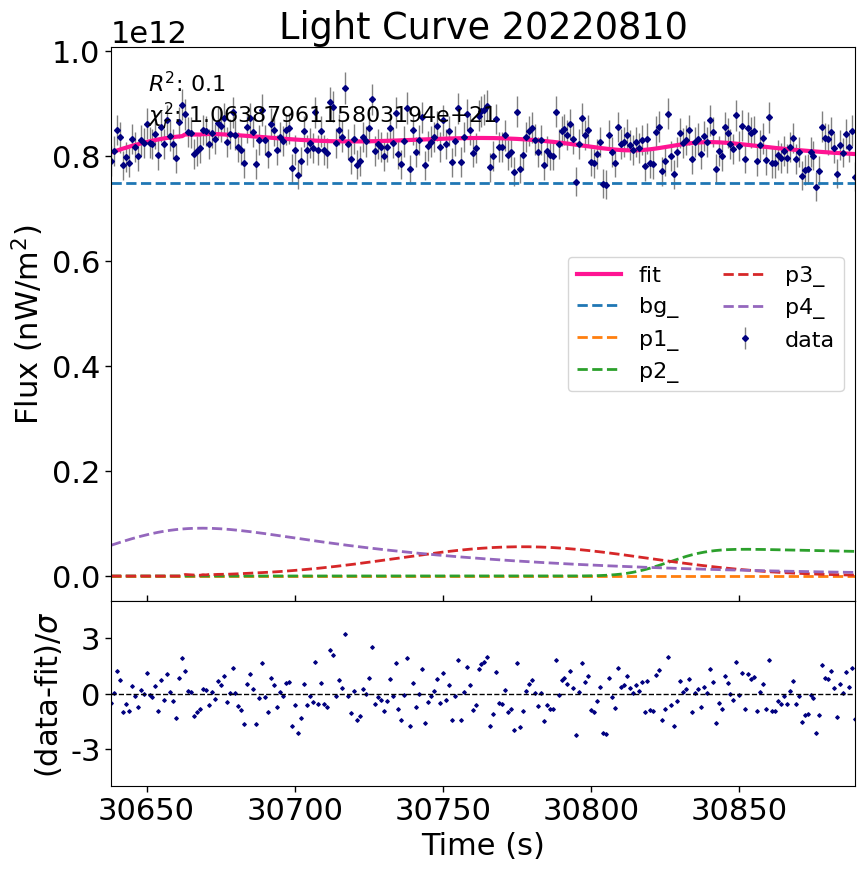 Light Curve 20220810
1e12
R²: 0.1
χ²: 1.0638796115803194e+21
1.0
0.8
0.6
0.4
0.2
0.0
Flux (nW/m²)
fit
bg_
p1_
p2_
p3_
p4_
data
3
0
-3
(data-fit)/σ
30650 30700 30750 30800 30850
Time (s)